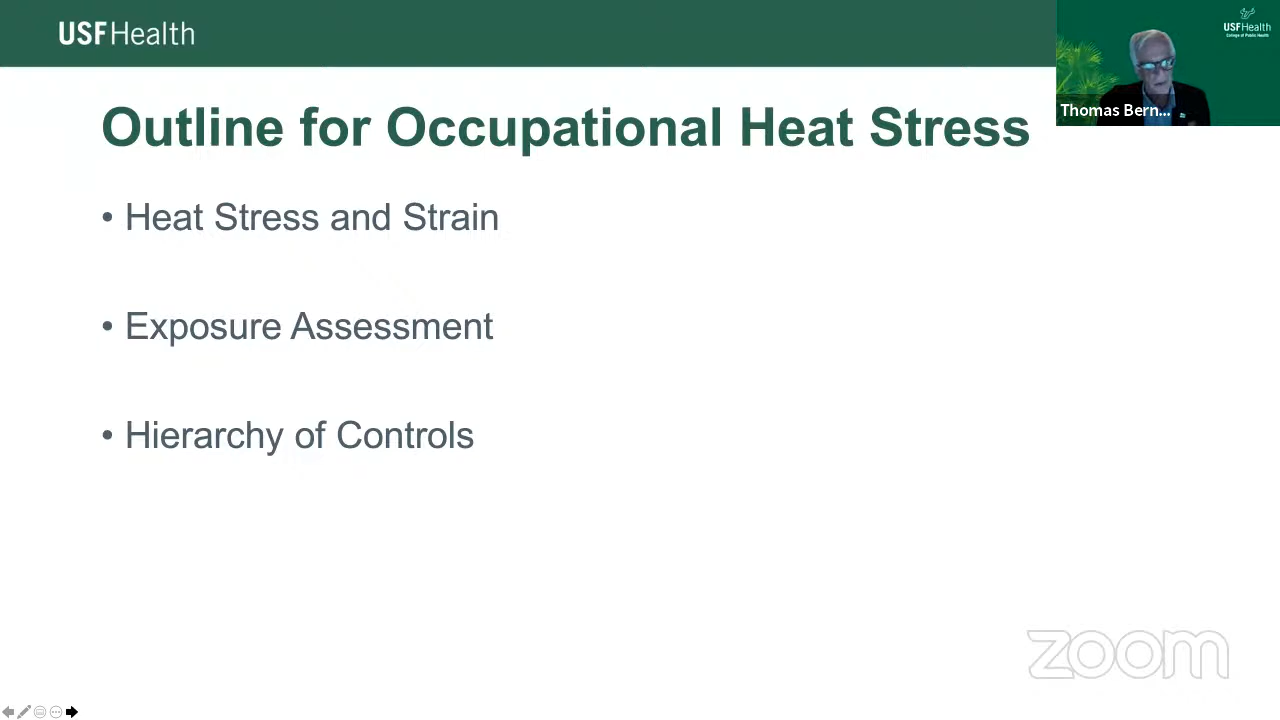 USF Health
USF Health
College of Public Health
Thomas Bern...
Outline for Occupational Heat Stress
• Heat Stress and Strain
• Exposure Assessment
• Hierarchy of Controls
zoom